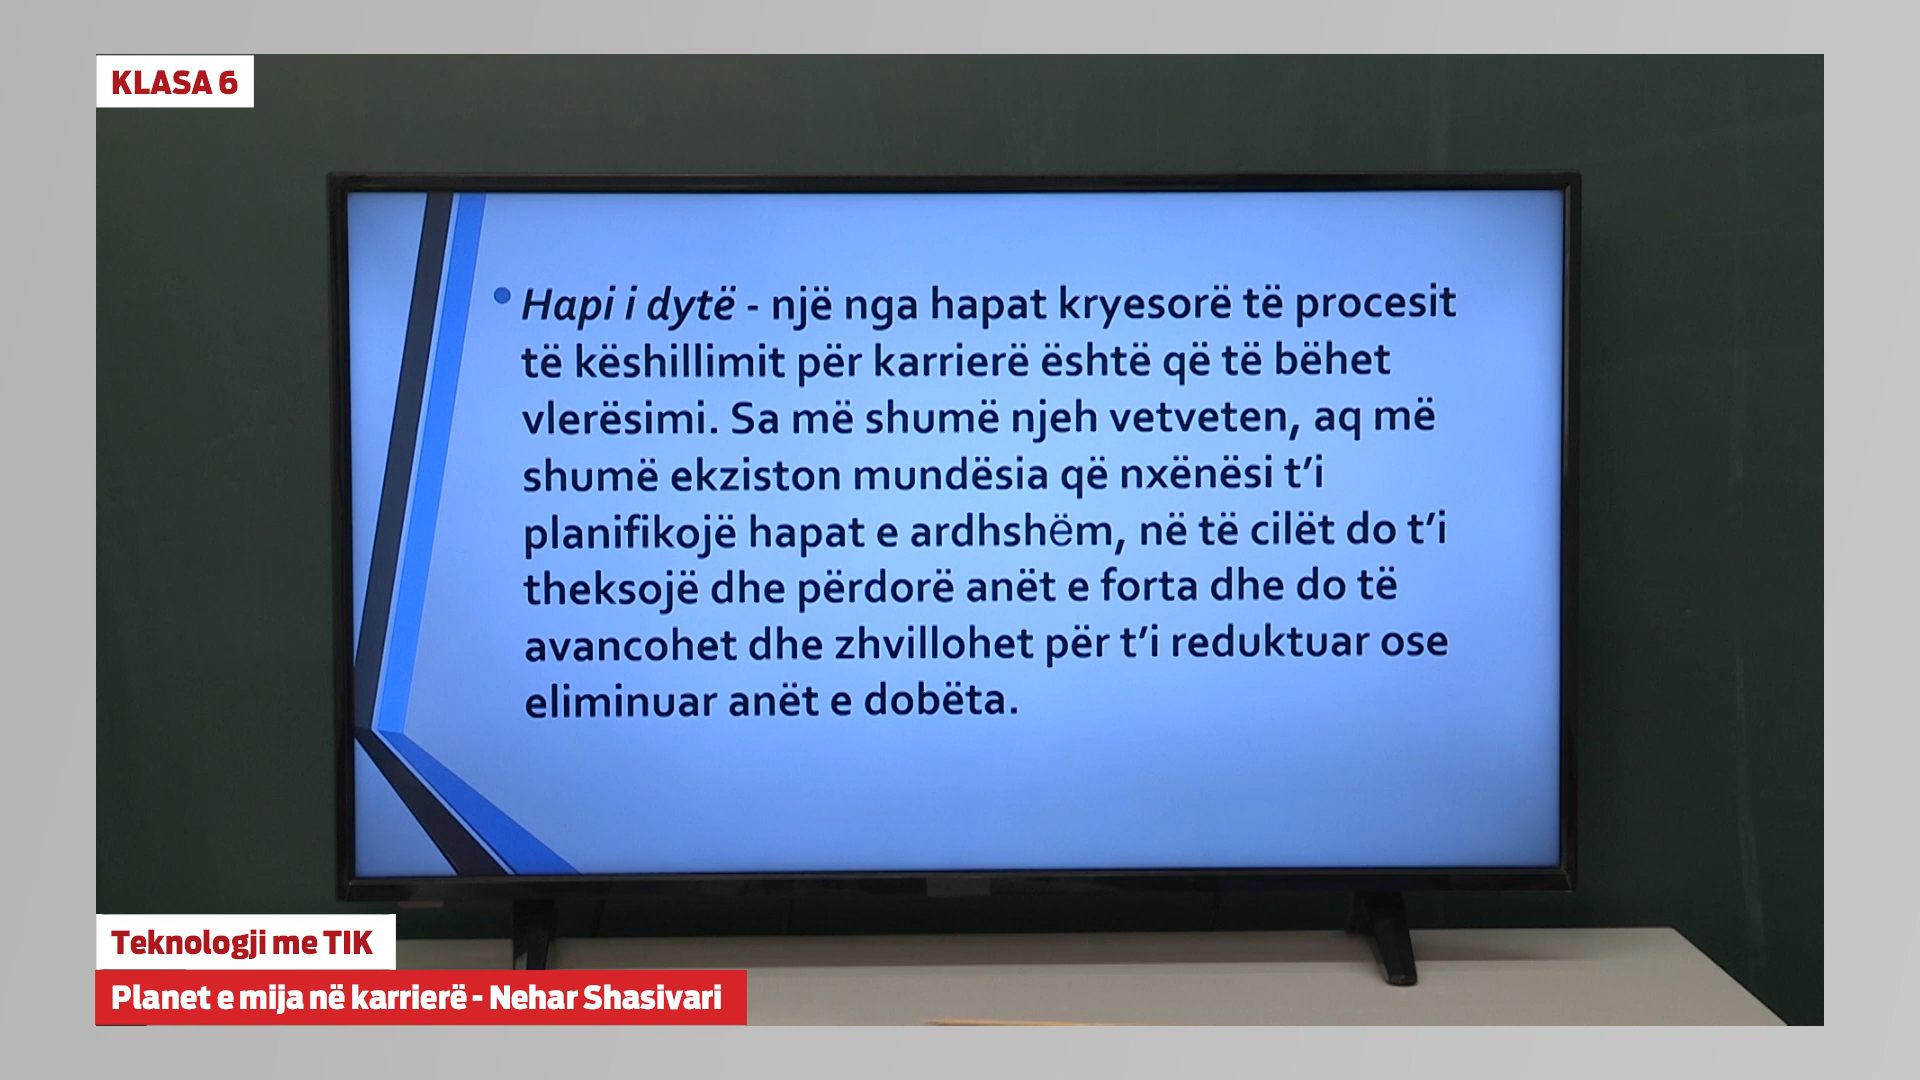 KLASA 6
• Hapi i dytë - një nga hapat kryesorë të procesit
të këshillimit për karrierë është që të bëhet
vlerësimi. Sa më shumë njeh vetveten, aq më
shumë ekziston mundësia që nxënësi t’i
planifikojë hapat e ardhshëm, në të cilët do t’i
theksojë dhe përdorë anët e forta dhe do të
avancohet dhe zhvillohet për t’i reduktuar ose
eliminuar anët e dobëta.
Teknologji me TIK
Planet e mija në karrierë - Nehar Shasivari